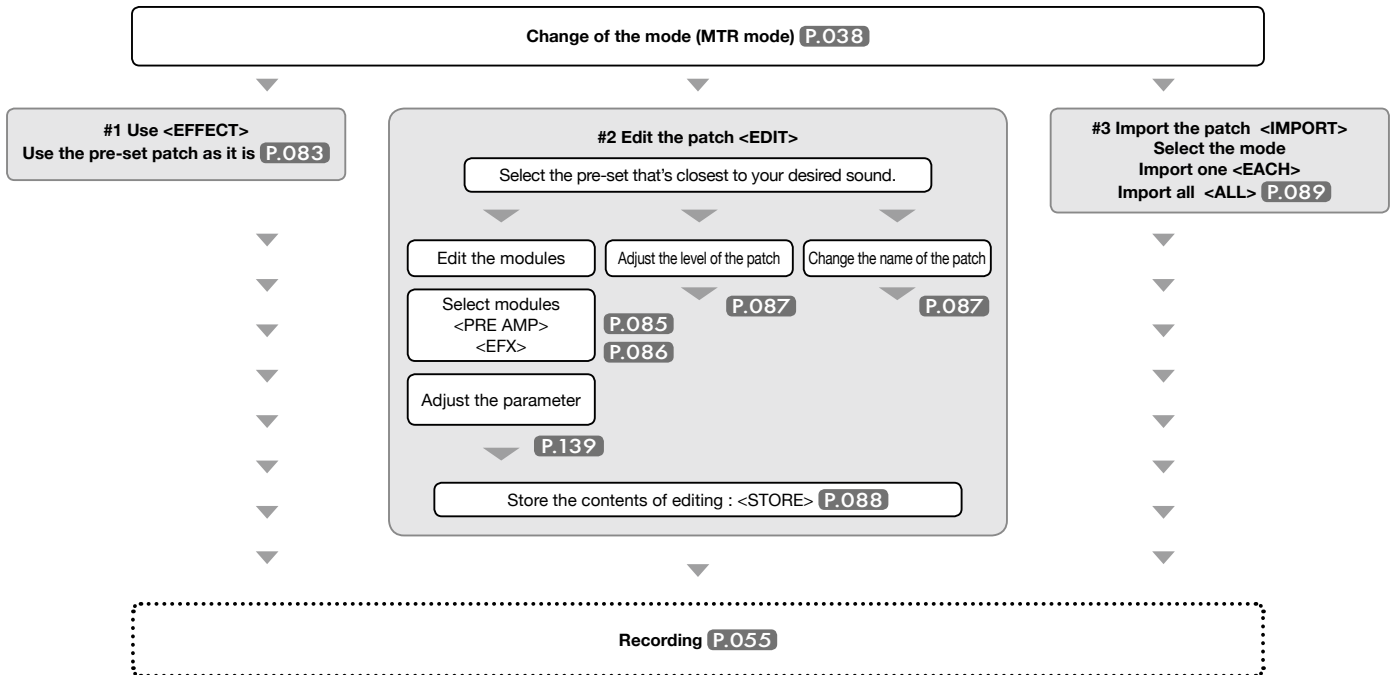 Change of the mode (MTR mode) P.038
#1 Use <EFFECT>
Use the pre-set patch as it is P.083
#2 Edit the patch <EDIT>
Select the pre-set that's closest to your desired sound.
Edit the modules
Select modules
<PRE AMP>
<EFX>
P.085
P.086
Adjust the parameter
P.139
Adjust the level of the patch
P.087
Change the name of the patch
P.087
Store the contents of editing : <STORE> P.088
#3 Import the patch <IMPORT>
Select the mode
Import one <EACH>
Import all <ALL> P.089
Recording P.055